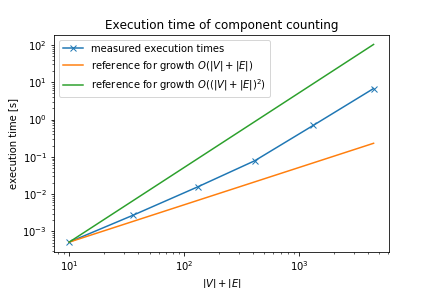 Execution time of component counting
measured execution times
reference for growth O(|V| + |E|)
reference for growth O((|V| + |E|)²)
execution time [s]
10²
10¹
10⁰
10⁻¹
10⁻²
10⁻³
10¹ 10² 10³
|V| + |E|